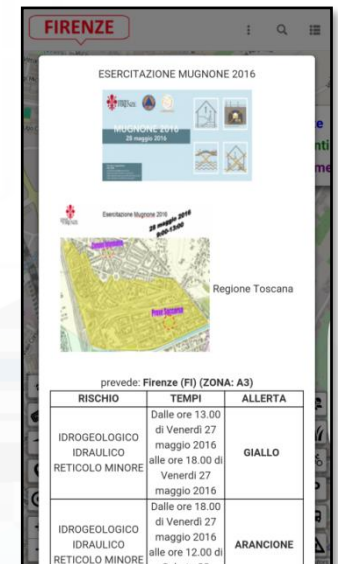 FIRENZE
ESERCITAZIONE MUGNONE 2016
MUGNONE 2016
28 maggio 2016
Esercitazione Mugnone 2016
28 maggio 2016
9:00-13:00
Regione Toscana
prevede: Firenze (FI) (ZONA: A3)
RISCHIO TEMPI ALLERTA
IDROGEOLOGICO
IDRAULICO
RETICOLO MINORE
Dalle ore 13.00
di Venerdì 27
maggio 2016
alle ore 18.00 di
Venerdì 27
maggio 2016
GIALLO
IDROGEOLOGICO
IDRAULICO
RETICOLO MINORE
Dalle ore 18.00
di Venerdì 27
maggio 2016
alle ore 12.00 di
ARANCIONE